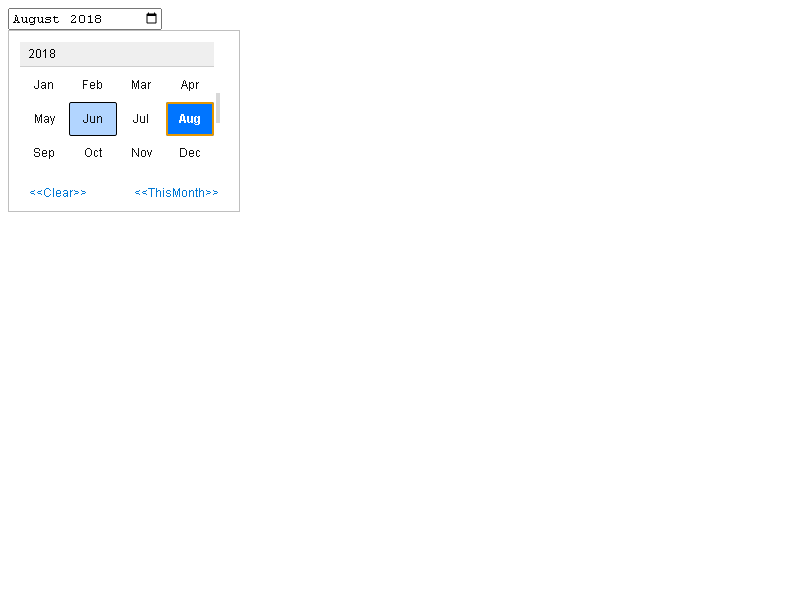 August 2018
2018
Jan Feb Mar Apr
May Jun Jul Aug
Sep Oct Nov Dec
<<Clear>> <<ThisMonth>>